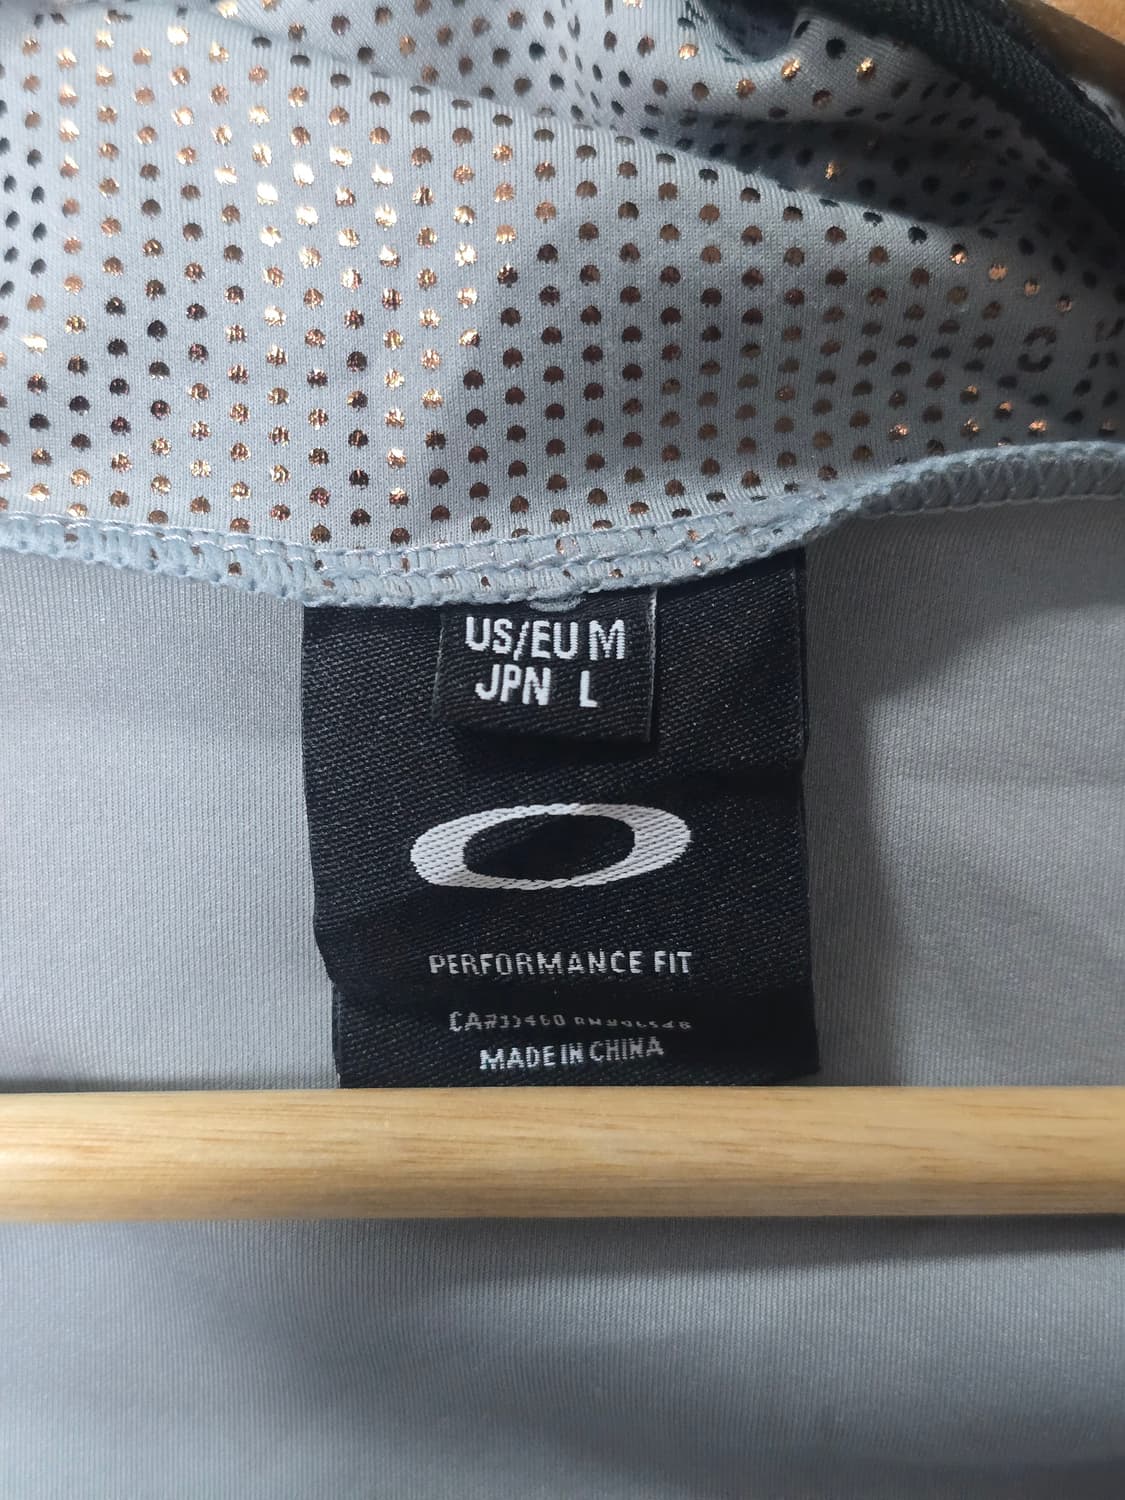 US/EU M
JPN L
PERFORMANCE FIT
MADE IN CHINA